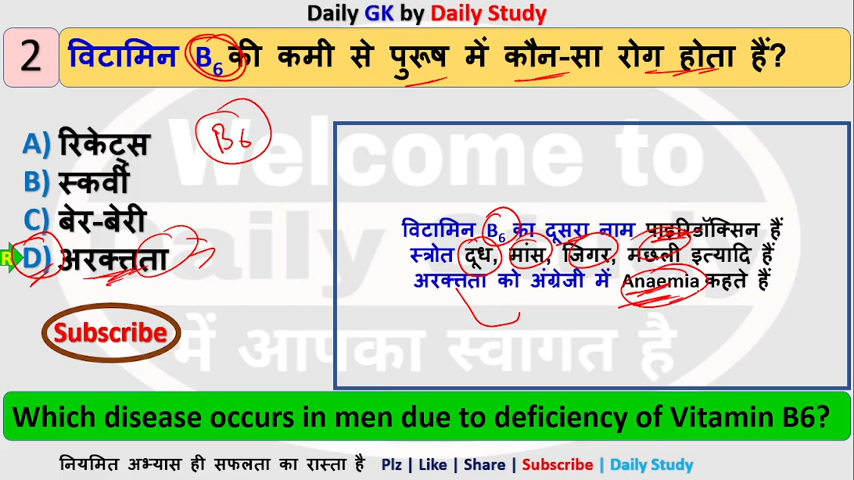 Daily GK by Daily Study
2 विटामिन B6 की कमी से पुरूष में कौन-सा रोग होता हैं?
B6
A) रिकेट्स
B) स्कर्वी
C) बेर-बेरी
R D) अरक्तता
विटामिन B6 का दूसरा नाम पाइरिडॉक्सिन हैं
स्त्रोत दूध, मांस, जिगर, मछली इत्यादि हैं
अरक्तता को अंग्रेजी में Anaemia कहते हैं
Subscribe
Welcome to
Daily Study
में आपका स्वागत है
Which disease occurs in men due to deficiency of Vitamin B6?
नियमित अभ्यास ही सफलता का रास्ता है Plz | Like | Share | Subscribe | Daily Study